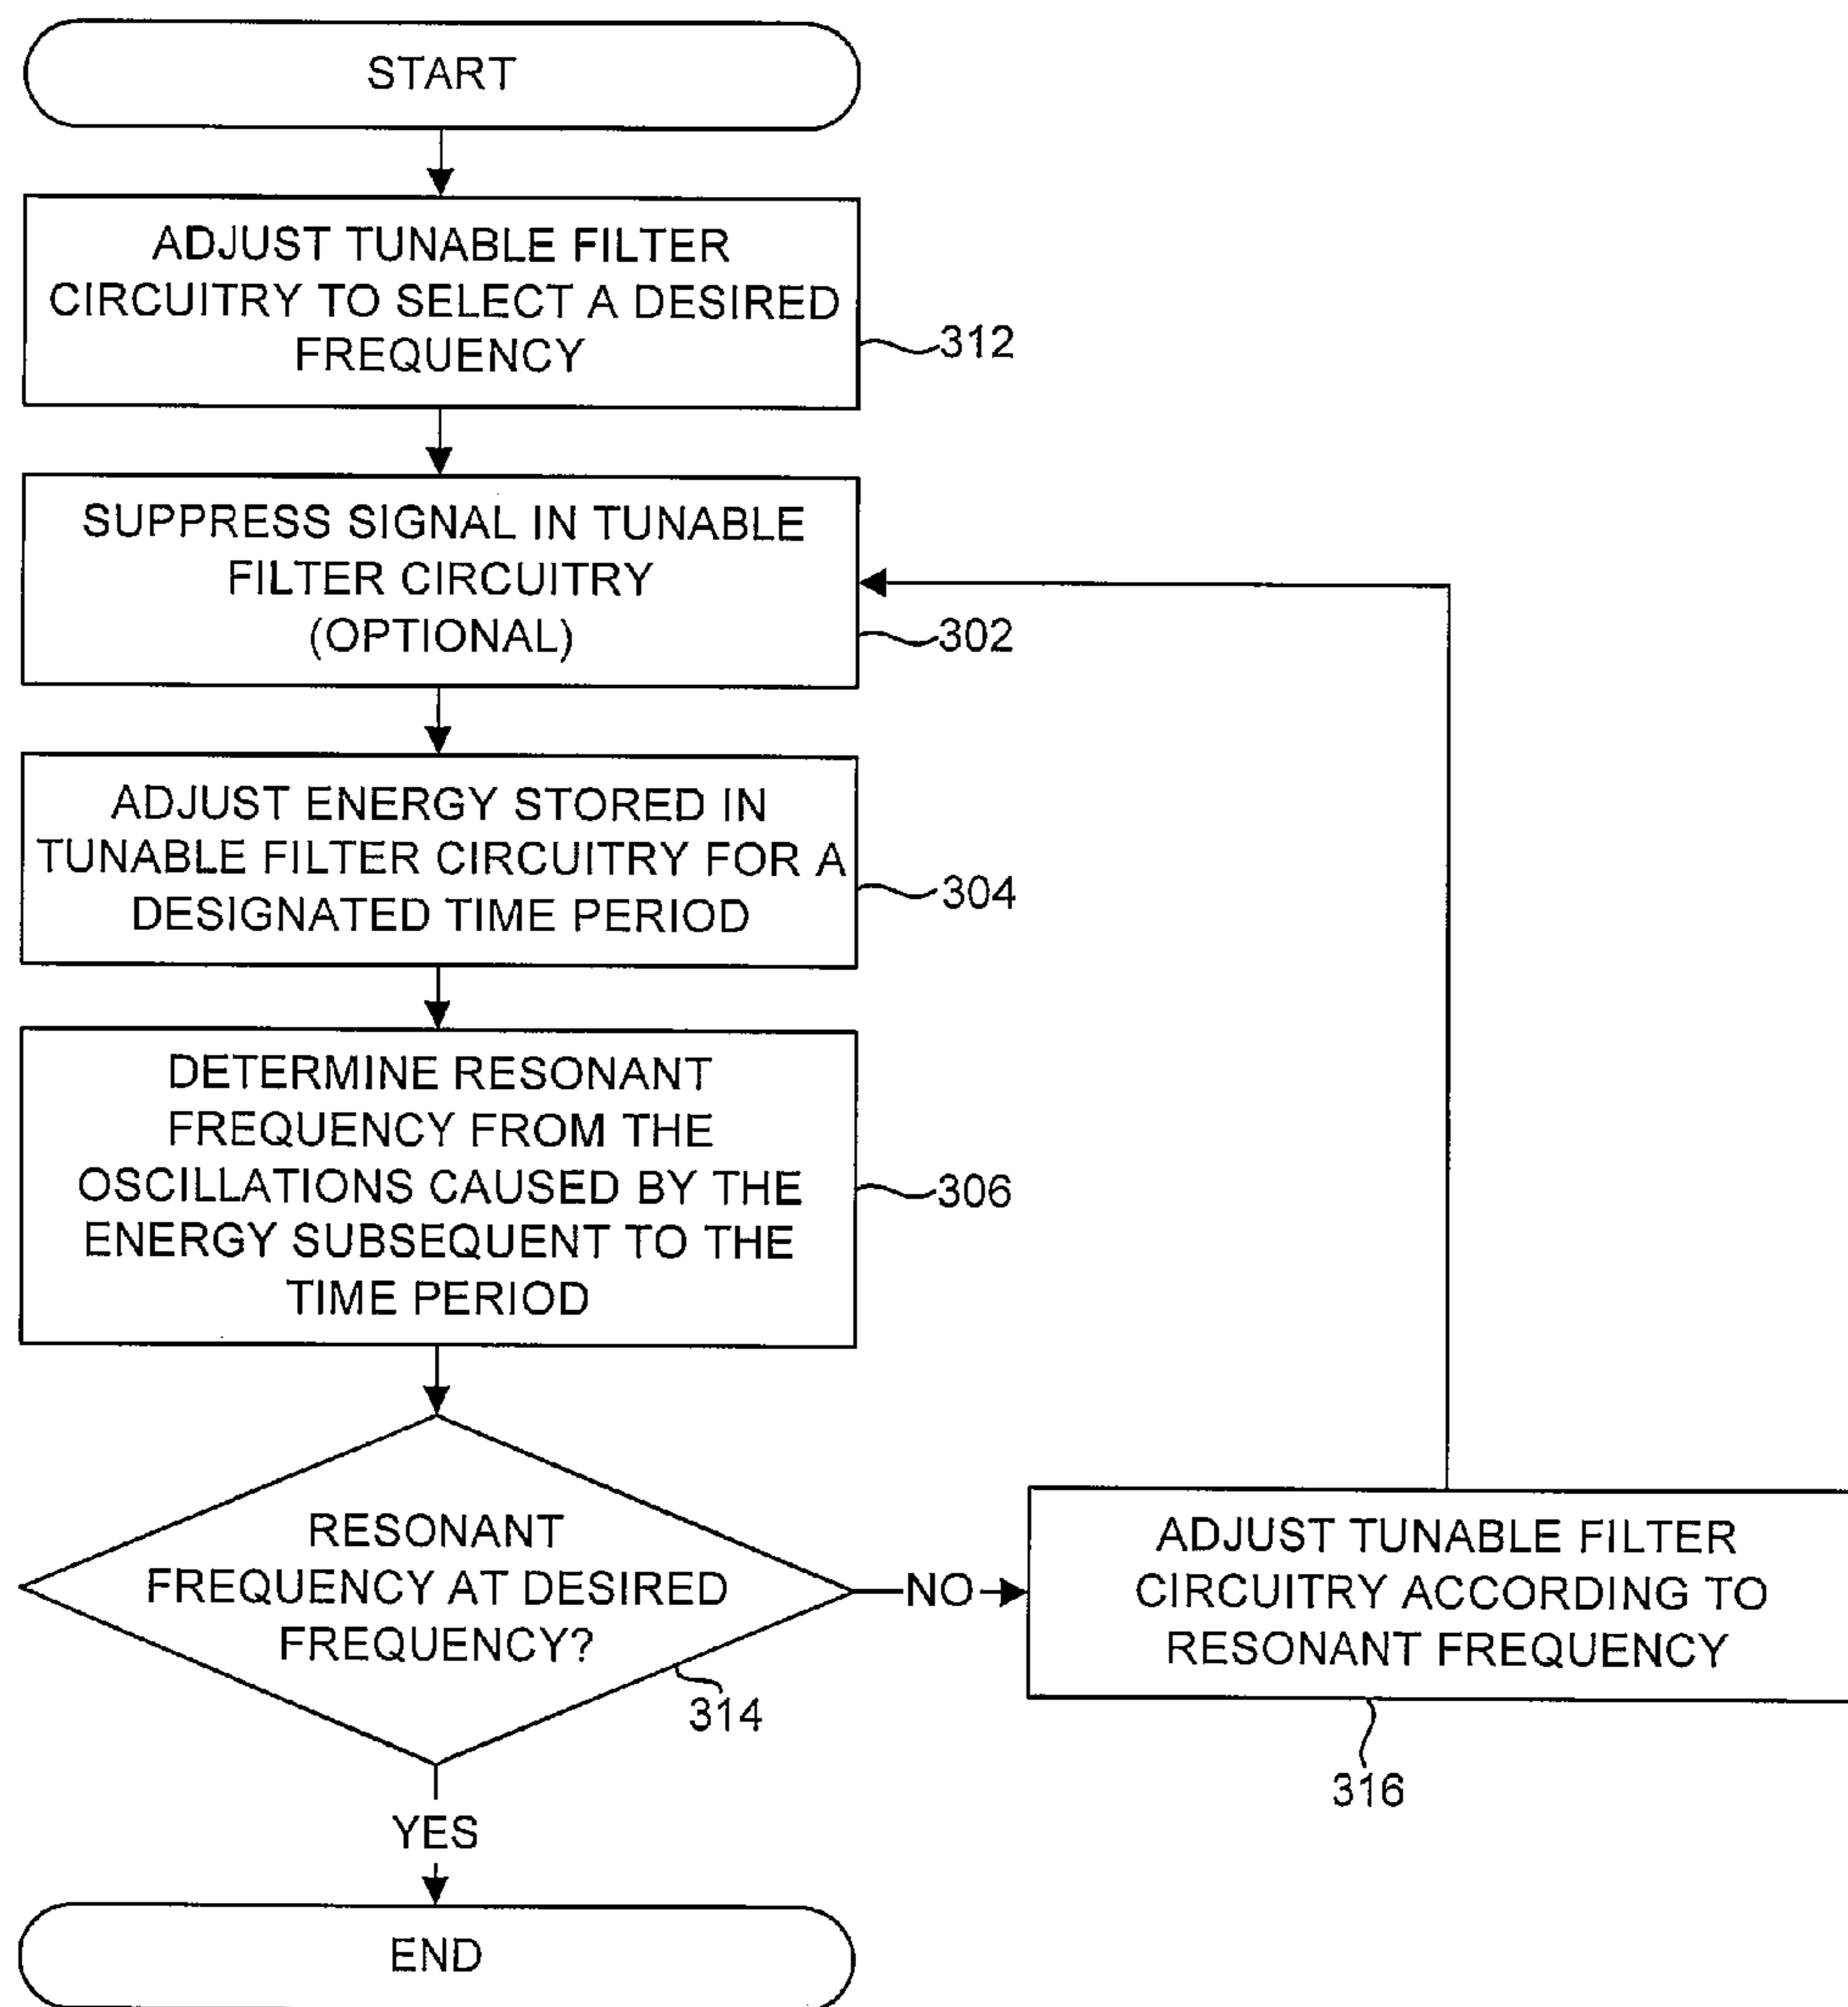 START
ADJUST TUNABLE FILTER
CIRCUITRY TO SELECT A DESIRED
FREQUENCY
312
SUPPRESS SIGNAL IN TUNABLE
FILTER CIRCUITRY
(OPTIONAL)
302
ADJUST ENERGY STORED IN
TUNABLE FILTER CIRCUITRY FOR A
DESIGNATED TIME PERIOD
304
DETERMINE RESONANT
FREQUENCY FROM THE
OSCILLATIONS CAUSED BY THE
ENERGY SUBSEQUENT TO THE
TIME PERIOD
306
RESONANT
FREQUENCY AT DESIRED
FREQUENCY?
314
NO
ADJUST TUNABLE FILTER
CIRCUITRY ACCORDING TO
RESONANT FREQUENCY
316
YES
END